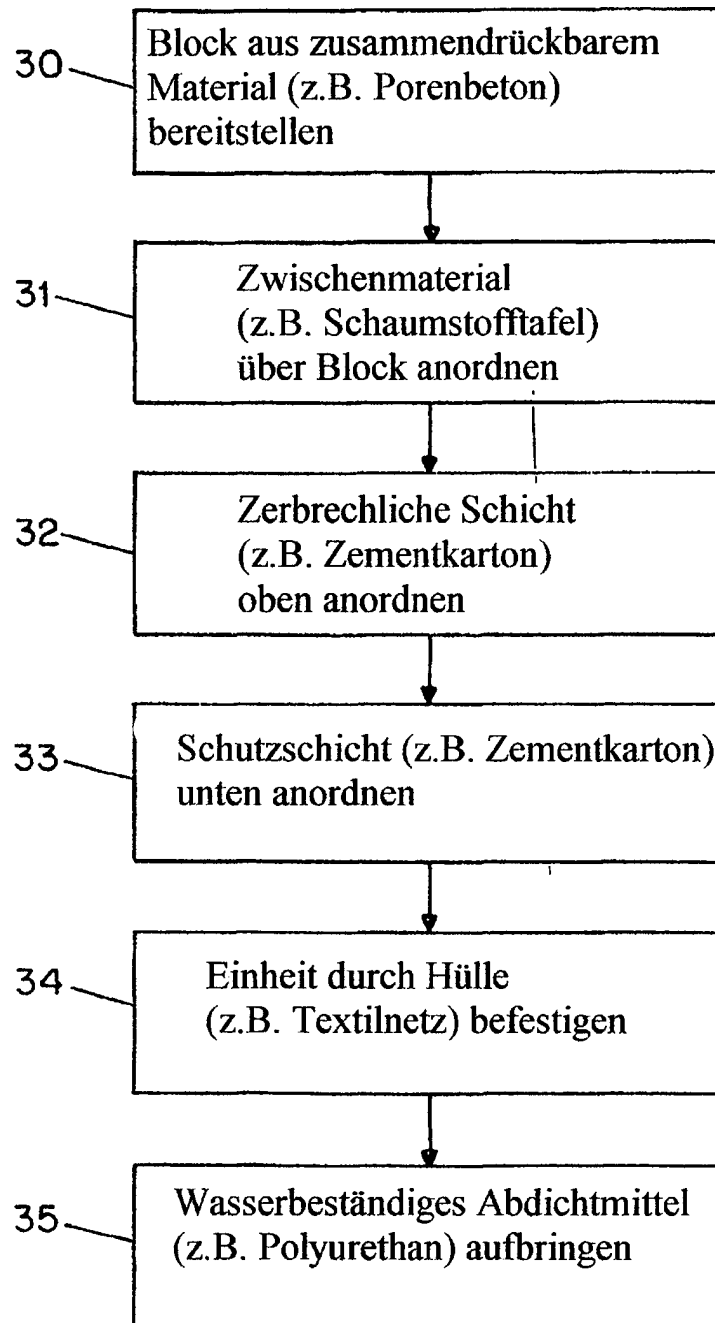 30
Block aus zusammendrückbarem
Material (z.B. Porenbeton)
bereitstellen
31
Zwischenmaterial
(z.B. Schaumstofftafel)
über Block anordnen
32
Zerbrechliche Schicht
(z.B. Zementkarton)
oben anordnen
33
Schutzschicht (z.B. Zementkarton)
unten anordnen
34
Einheit durch Hülle
(z.B. Textilnetz) befestigen
35
Wasserbeständiges Abdichtmittel
(z.B. Polyurethan) aufbringen